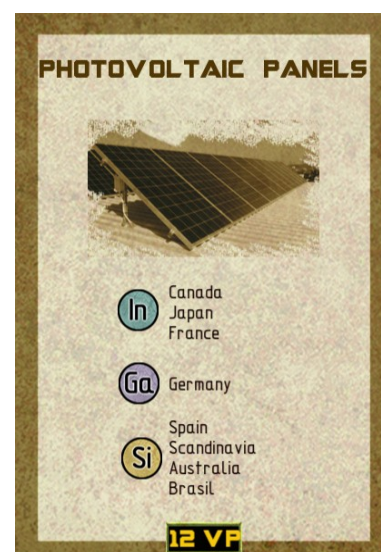 PHOTOVOLTAIC PANELS
In
Canada
Japan
France
Ga
Germany
Si
Spain
Scandinavia
Australia
Brasil
12 VP